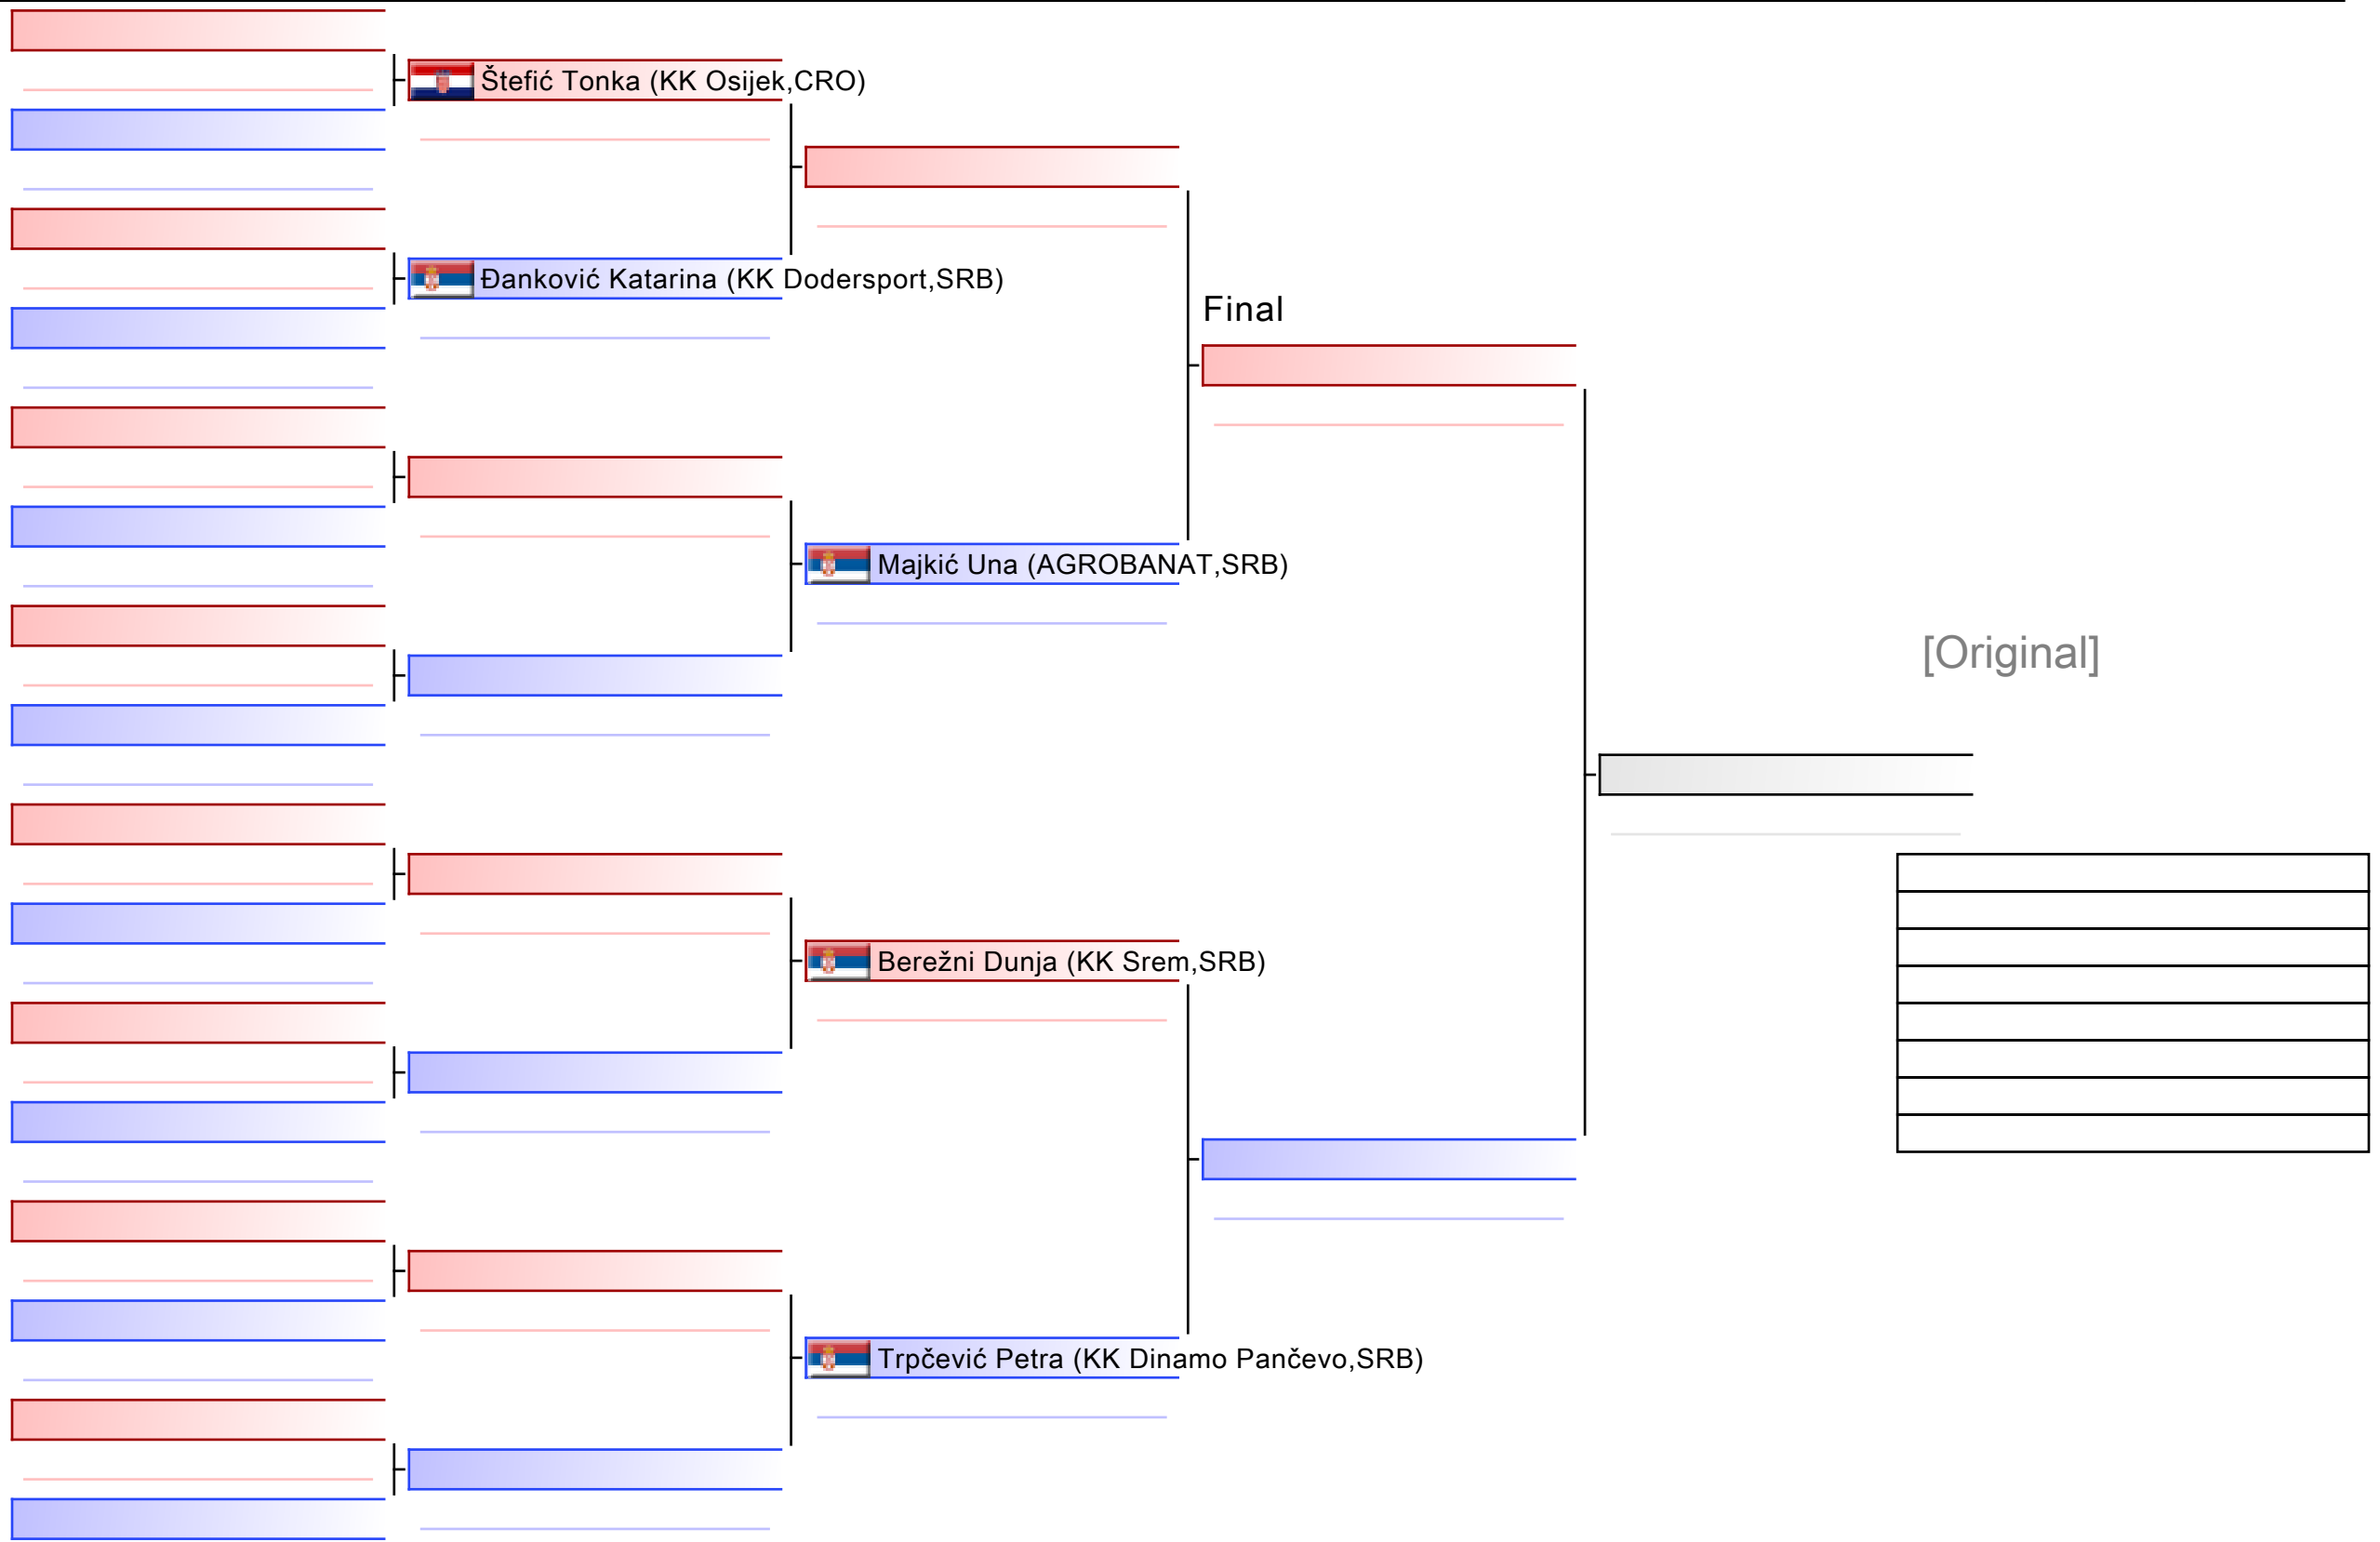 Štefić Tonka (KK Osijek,CRO)
Đanković Katarina (KK Dodersport,SRB)
Final
Majkić Una (AGROBANAT,SRB)
[Original]
Berežni Dunja (KK Srem,SRB)
Trpčević Petra (KK Dinamo Pančevo,SRB)